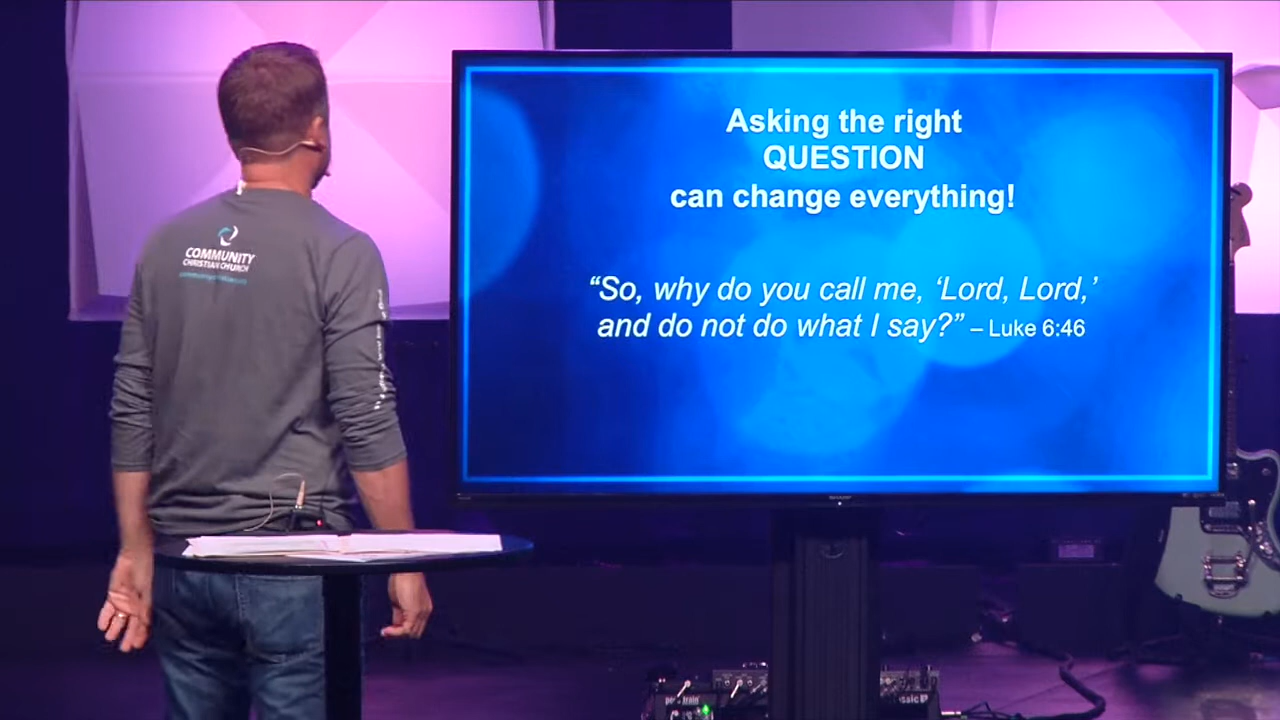 Asking the right
QUESTION
can change everything!
“So, why do you call me, ‘Lord, Lord,’
and do not do what I say?” – Luke 6:46
COMMUNITY
CHRISTIAN CHURCH
SHARP